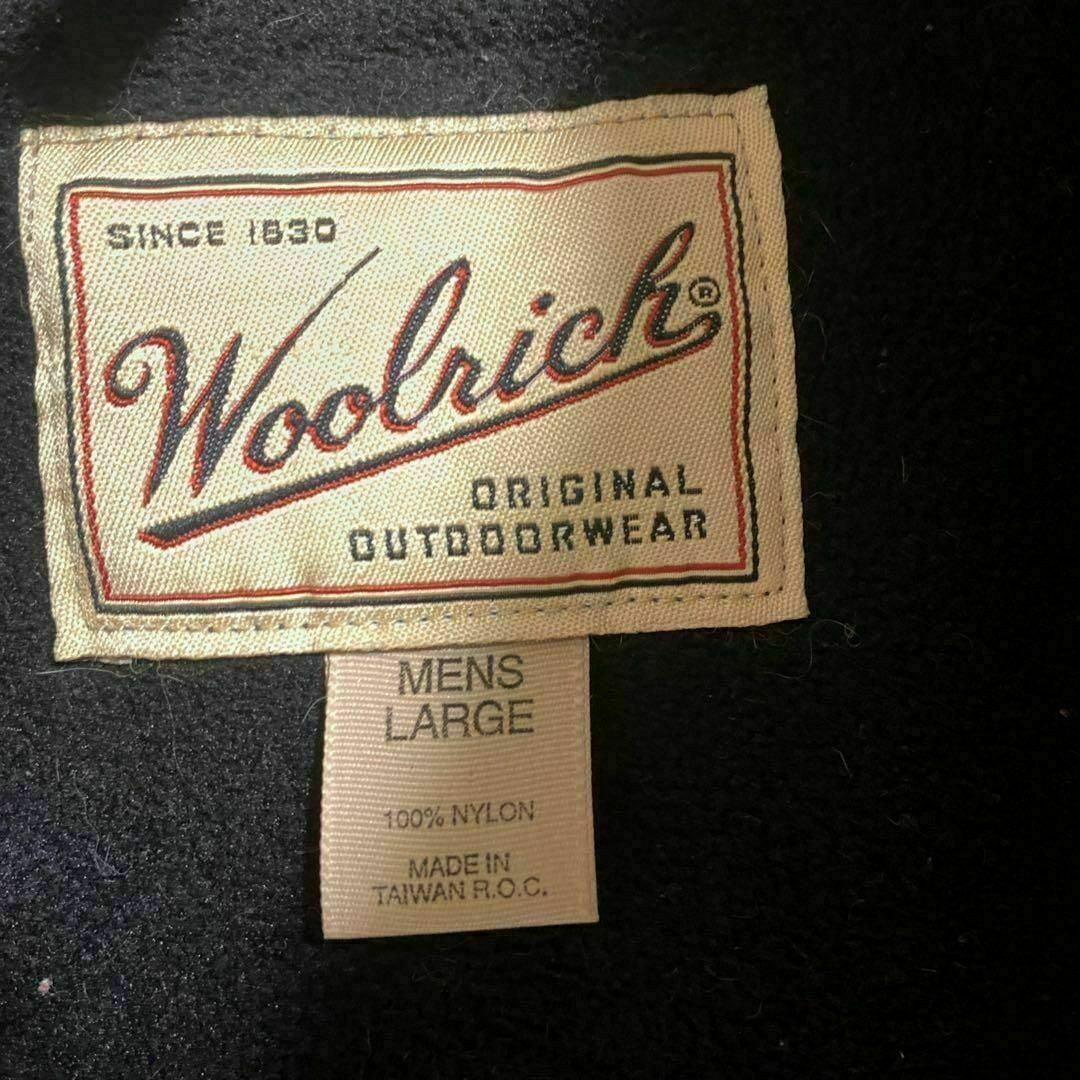 SINCE 1830
Woolrich®
ORIGINAL
OUTDOORWEAR
MENS
LARGE
100% NYLON
MADE IN
TAIWAN R.O.C.